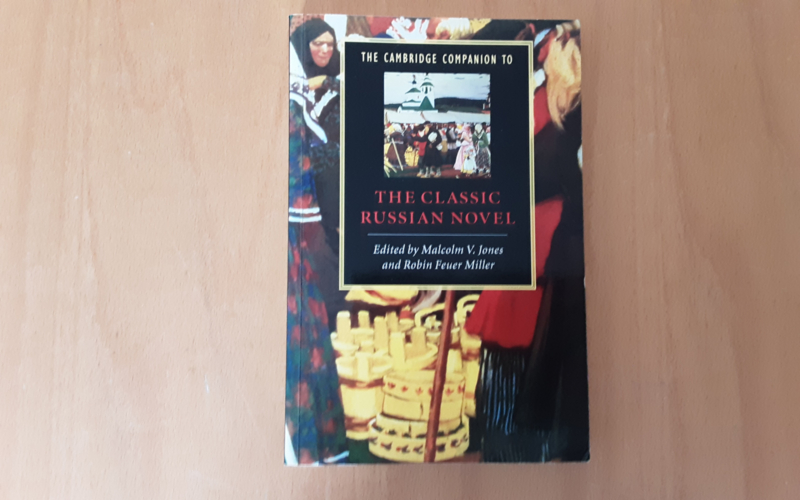 THE CAMBRIDGE COMPANION TO
THE CLASSIC
RUSSIAN NOVEL
Edited by Malcolm V. Jones
and Robin Feuer Miller